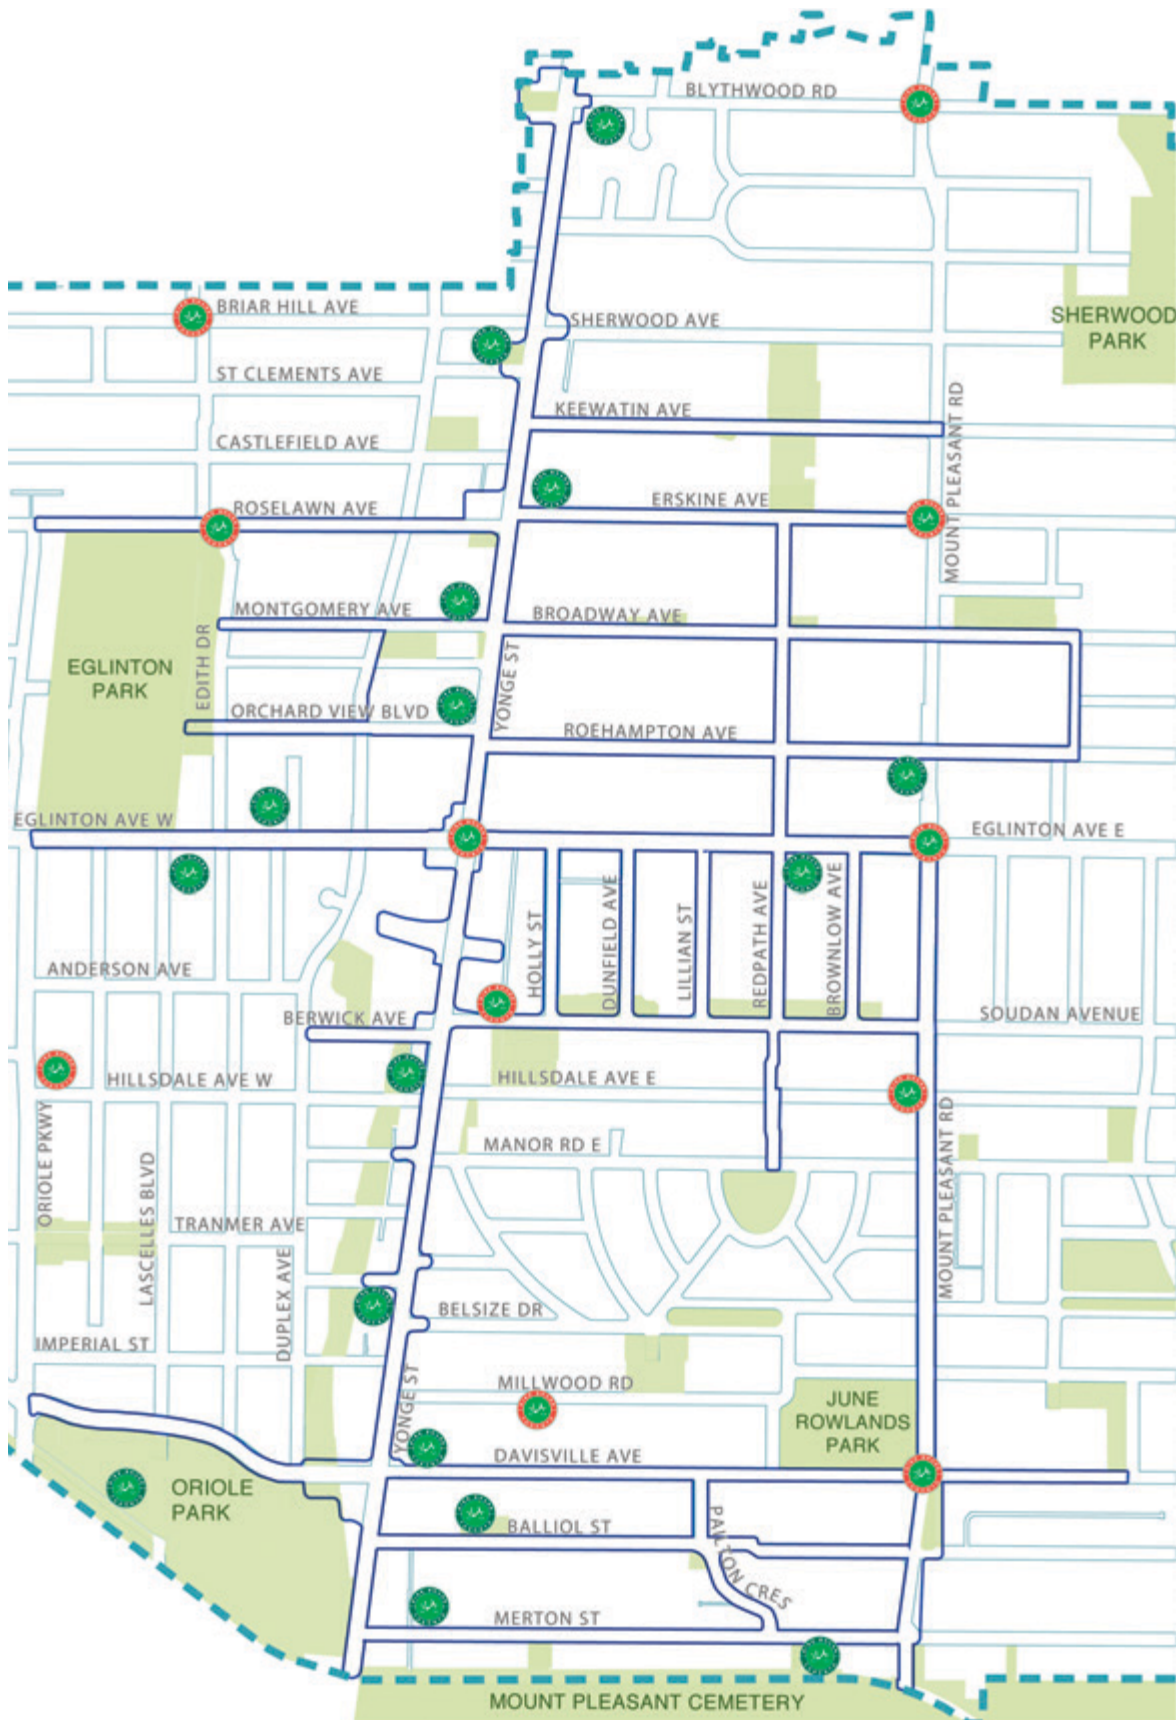 BLYTHWOOD RD
BRIAR HILL AVE
SHERWOOD AVE
SHERWOOD
PARK
ST CLEMENTS AVE
KEEWATIN AVE
MOUNT PLEASANT RD
CASTLEFIELD AVE
ERSKINE AVE
ROSELAWN AVE
MONTGOMERY AVE
BROADWAY AVE
EGLINTON
PARK
EDITH DR
YONGE ST
ORCHARD VIEW BLVD
ROEHAMPTON AVE
EGLINTON AVE W
EGLINTON AVE E
HOLLY ST
DUNFIELD AVE
LILLIAN ST
REDPATH AVE
BROWNLOW AVE
ANDERSON AVE
BERWICK AVE
SOUDAN AVENUE
HILLSDALE AVE W
HILLSDALE AVE E
ORIOLE PKWY
LASCELLES BLVD
MANOR RD E
MOUNT PLEASANT RD
TRANMER AVE
DUPLEX AVE
BELSIZE DR
IMPERIAL ST
YONGE ST
MILLWOOD RD
JUNE
ROWLANDS
PARK
DAVISVILLE AVE
ORIOLE
PARK
BALLIOL ST
PAILTON CRES
MERTON ST
MOUNT PLEASANT CEMETERY